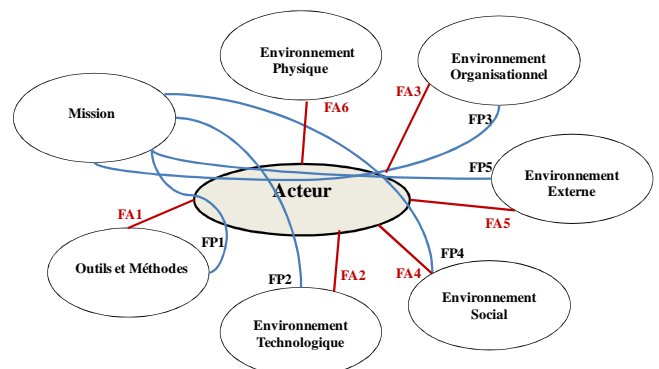 Environnement
Physique
Environnement
Organisationnel
Mission
FA3
FA6
FP3
FP5
Environnement
Externe
Acteur
FA1
FA5
FP1
FP4
Outils et Méthodes
FP2
FA2
FA4
Environnement
Social
Environnement
Technologique